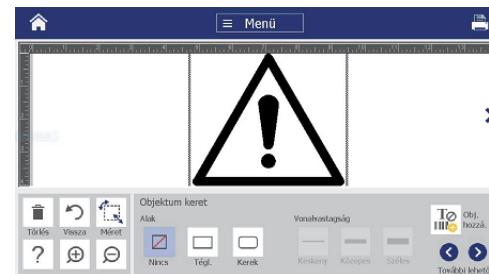 Menü
Objektum keret
Alak
Vonalvastagság
Törlés
Vissza
Méret
Nincs
Tégl.
Kerek
Keskeny
Közepes
Széles
Obj.
hozzá.
További lehető